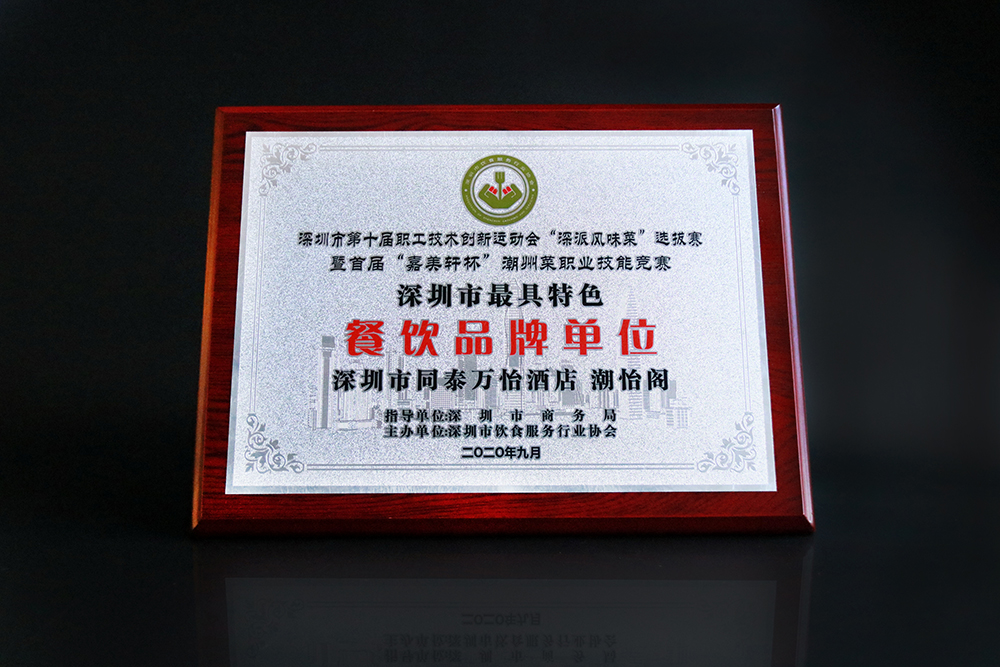 深圳市第十届职工技术创新运动会“深派风味菜”选拔赛
暨首届“嘉美轩杯”潮州菜职业技能竞赛
深圳市最具特色
餐饮品牌单位
深圳市同泰万怡酒店 潮怡阁
指导单位:深圳市商务局
主办单位:深圳市饮食服务行业协会
二〇二〇年九月